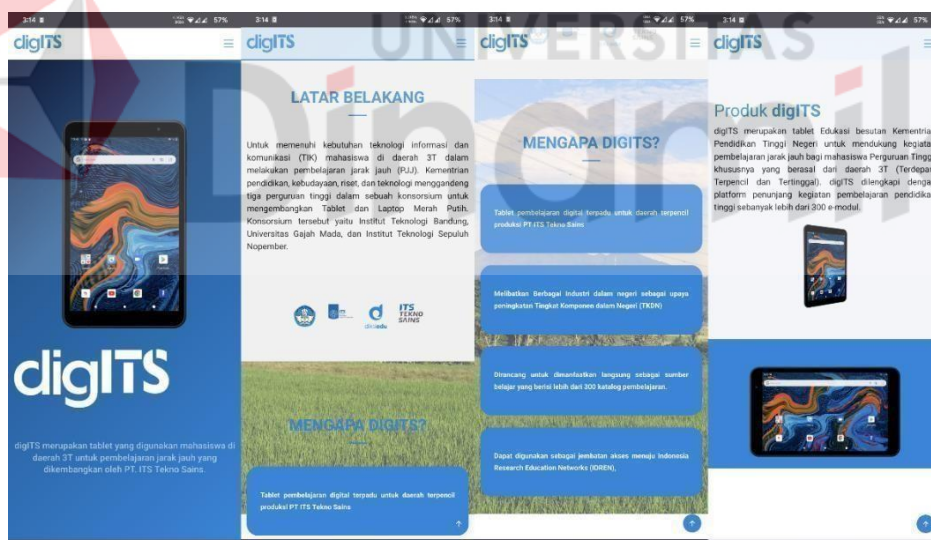 3:14
57%
digITS
digITS
digITS merupakan tablet yang digunakan mahasiswa di
daerah 3T untuk pembelajaran jarak jauh yang
dikembangkan oleh PT. ITS Tekno Sains.
3:14
57%
digITS
LATAR BELAKANG
Untuk memenuhi kebutuhan teknologi informasi dan
komunikasi (TIK) mahasiswa di daerah 3T dalam
melakukan pembelajaran jarak jauh (PJJ). Kementrian
pendidikan, kebudayaan, riset, dan teknologi menggandeng
tiga perguruan tinggi dalam sebuah konsorsium untuk
mengembangkan Tablet dan Laptop Merah Putih.
Konsorsium tersebut yaitu Institut Teknologi Bandung,
Universitas Gajah Mada, dan Institut Teknologi Sepuluh
Nopember.
ITS
TEKNO
SAINS
MENGAPA DIGITS?
Tablet pembelajaran digital terpadu untuk daerah terpencil
produksi PT ITS Tekno Sains
3:14
57%
digITS
MENGAPA DIGITS?
Tablet pembelajaran digital terpadu untuk daerah terpencil
produksi PT ITS Tekno Sains
Melibatkan Berbagai Industri dalam negeri sebagai upaya
peningkatan Tingkat Komponen dalam Negeri (TKDN)
Dirancang untuk dimanfaatkan langsung sebagai sumber
belajar yang berisi lebih dari 300 katalog pembelajaran.
Dapat digunakan sebagai jembatan akses menuju Indonesia
Research Education Networks (IDREN),
3:14
57%
digITS
Produk digITS
digITS merupakan tablet Edukasi besutan Kementria
Pendidikan Tinggi Negeri untuk mendukung kegiata
pembelajaran jarak jauh bagi mahasiswa Perguruan Tingg
khususnya yang berasal dari daerah 3T (Terdepa
Terpencil dan Tertinggal). digITS dilengkapi denga
platform penunjang kegiatan pembelajaran pendidika
tinggi sebanyak lebih dari 300 e-modul.
UNIVERSITAS
Dinamik